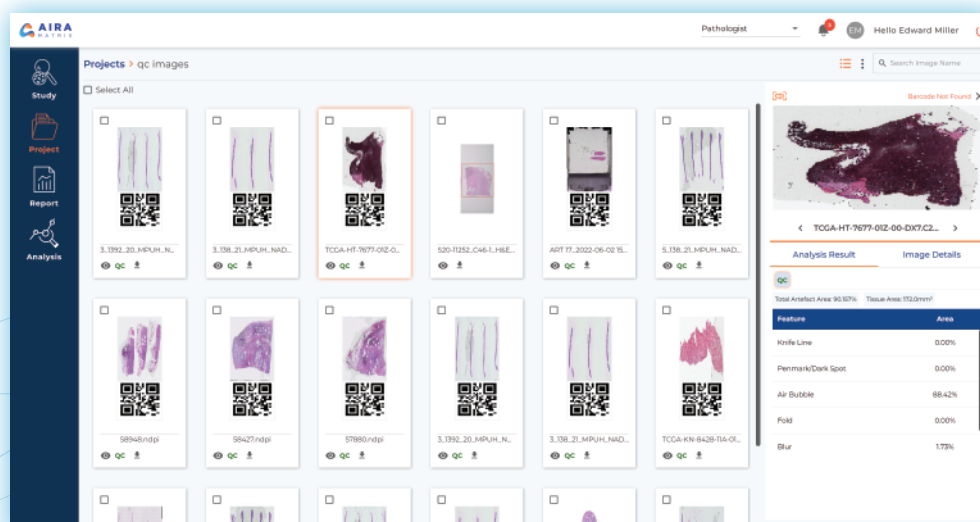 AIRA
MATRIX
Pathologist
EM
Hello Edward Miller
Projects > qc images
Search Image Name
Study
Project
Report
Analysis
Select All
3_1392_20_MPUH_N...
3_138_21_MPUH_NAD...
TCGA-HT-7677-01Z-0...
S20-11252_C46-1_H&E...
ART 17_2022-06-02 15...
5_138_21_MPUH_NAD...
QC
QC
QC
QC
QC
58948.ndpi
58427.ndpi
57880.ndpi
3_1392_20_MPUH_N...
3_138_21_MPUH_NAD...
TCGA-KN-8428-11A-01...
QC
QC
QC
QC
QC
QC
Barcode Not Found
TCGA-HT-7677-01Z-00-DX7.C2...
Analysis Result
Image Details
QC
Total Artefact Area: 90.157%
Tissue Area: 172.0mm²
Feature Area
Knife Line 0.00%
Penmark/Dark Spot 0.00%
Air Bubble 88.42%
Fold 0.00%
Blur 1.73%